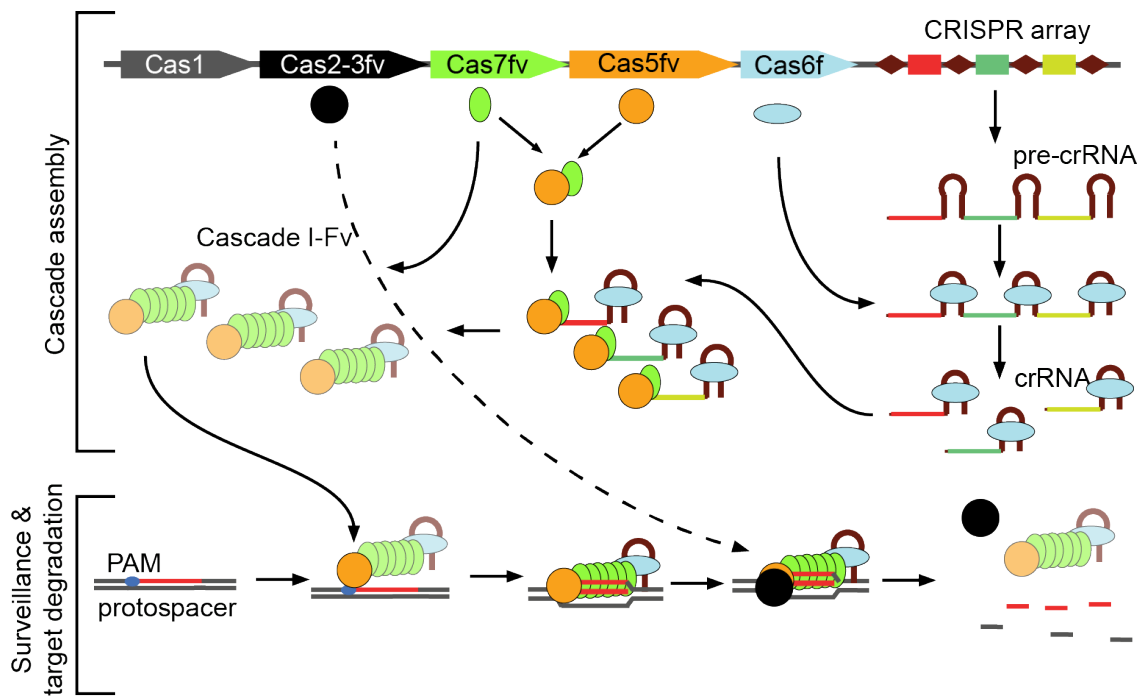 CRISPR array
Cas1
Cas2-3fv
Cas7fv
Cas5fv
Cas6f
pre-crRNA
Cascade I-Fv
crRNA
Cascade assembly
PAM
protospacer
Surveillance &
target degradation